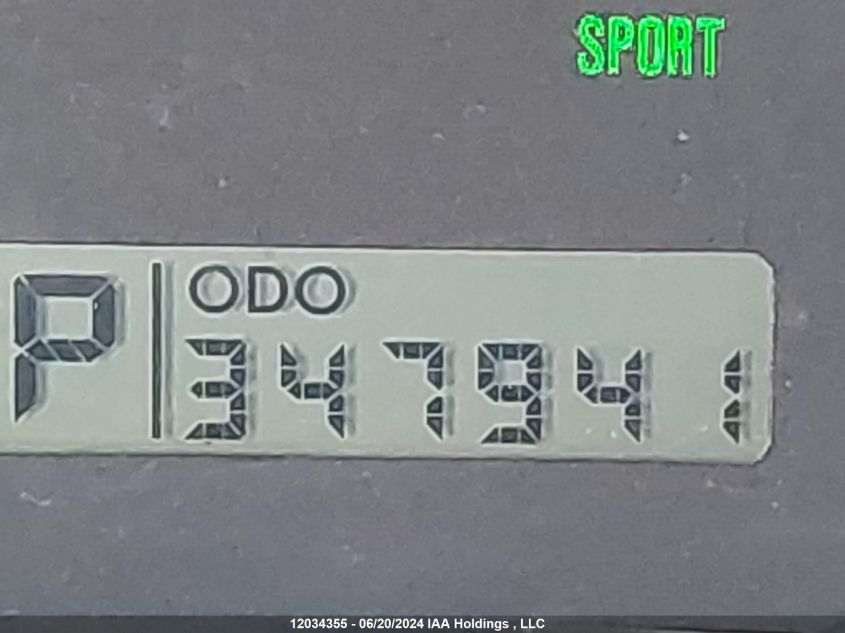 SPORT
P ODO
347941
12034355 - 06/20/2024 IAA Holdings , LLC